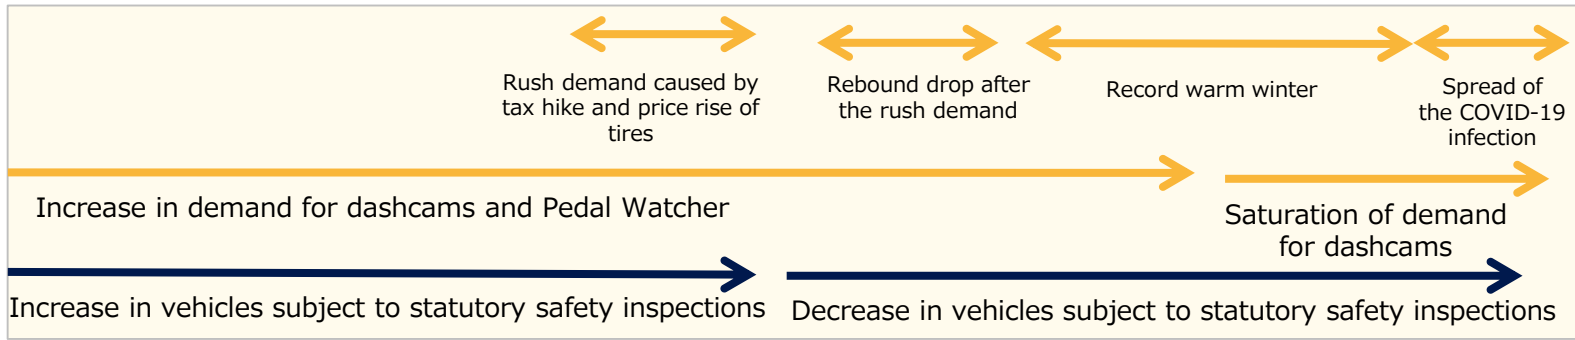 Rush demand caused by
tax hike and price rise of
tires
Rebound drop after
the rush demand
Record warm winter
Spread of
the COVID-19
infection
Increase in demand for dashcams and Pedal Watcher
Saturation of demand
for dashcams
Increase in vehicles subject to statutory safety inspections
Decrease in vehicles subject to statutory safety inspections